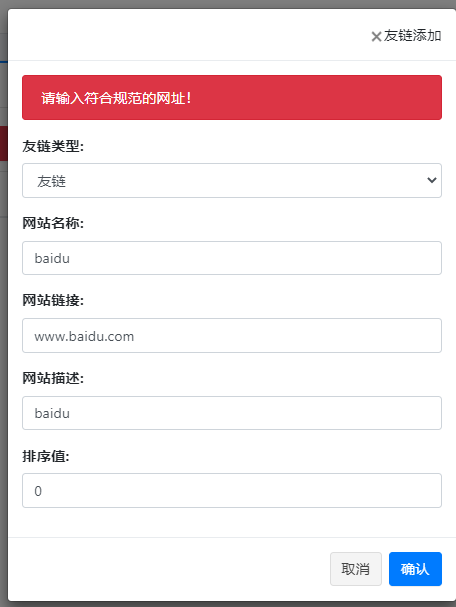 ×友链添加
请输入符合规范的网址！
友链类型:
友链
网站名称:
baidu
网站链接:
www.baidu.com
网站描述:
baidu
排序值:
0
取消 确认